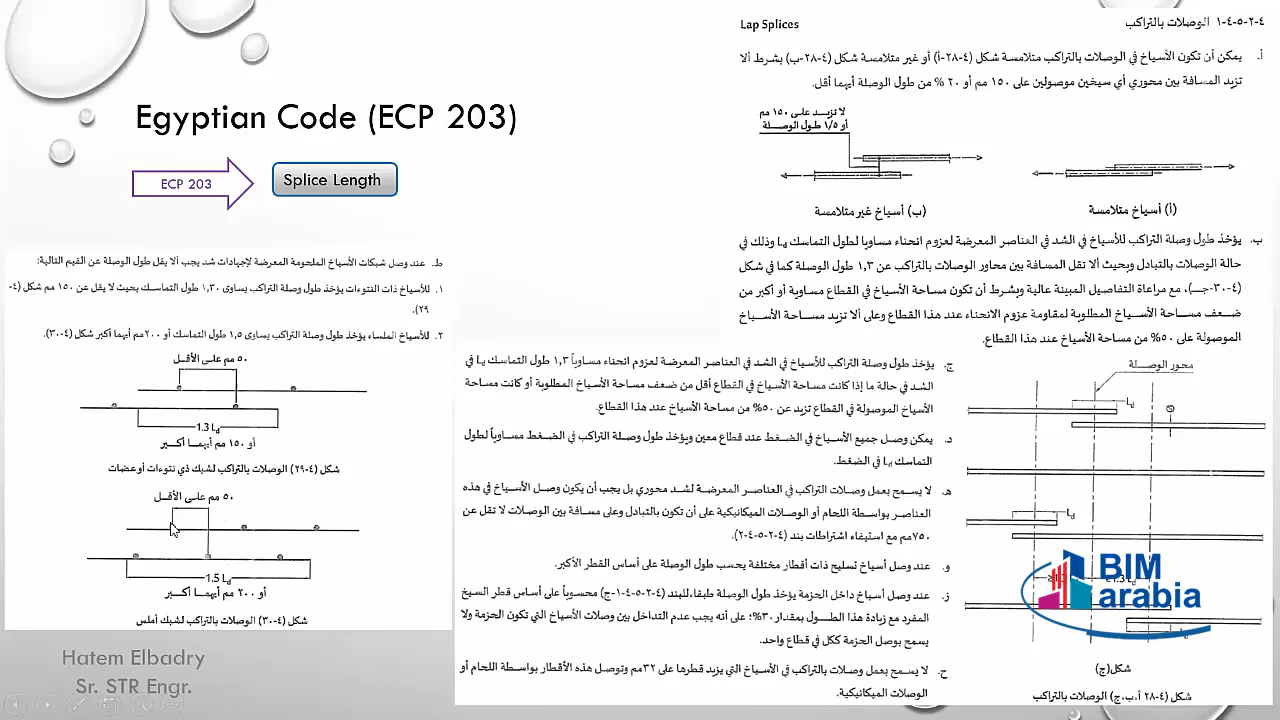 Egyptian Code (ECP 203)
ECP 203
Splice Length
٤-٢-٥-٤-١ الوصلات بالتراكب
Lap Splices
أ. يمكن أن تكون الأسياخ في الوصلات بالتراكب متلامسة شكل (٤-٢٨-أ) أو غير متلامسة شكل (٤-٢٨-ب) بشرط ألا
تزيد المسافة بين محوري أي سيخين موصولين على ١٥٠ مم أو ٢٠ % من طول الوصلة أيهما أقل.
لا تزيد على ١٥٠ مم
أو ١/٥ طول الوصلة
(أ) أسياخ متلامسة
(ب) أسياخ غير متلامسة
ب. يؤخذ طول وصلة التراكب للأسياخ في الشد في العناصر المعرضة لعزوم انحناء مساويا لطول التماسك Ld وذلك في
حالة الوصلات بالتبادل وبحيث ألا تقل المسافة بين محاور الوصلات بالتراكب عن ١,٣ طول الوصلة كما في شكل
(٤-٣٠-جـ)، مع مراعاة التفاصيل المبينة عالية وبشرط أن تكون مساحة الأسياخ في القطاع مساوية أو أكبر من
ضعف مساحة الأسياخ المطلوبة لمقاومة عزوم الانحناء عند هذا القطاع وعلى ألا تزيد مساحة الأسياخ
الموصولة على ٥٠% من مساحة الأسياخ عند هذا القطاع.
ج. يؤخذ طول وصلة التراكب للأسياخ في الشد في العناصر المعرضة لعزوم انحناء مساوياً ١,٣ طول التماسك Ld في
الشد في حالة ما إذا كانت مساحة الأسياخ في القطاع أقل من ضعف مساحة الأسياخ المطلوبة أو كانت مساحة
الأسياخ الموصولة في القطاع تزيد عن ٥٠% من مساحة الأسياخ عند هذا القطاع.
د. يمكن وصل جميع الأسياخ في الضغط عند قطاع معين ويؤخذ طول وصلة التراكب في الضغط مساوياً لطول
التماسك Ld في الضغط.
هـ. لا يسمح بعمل وصلات التراكب في العناصر المعرضة لشد محوري بل يجب أن يكون وصل الأسياخ في هذه
العناصر بواسطة اللحام أو الوصلات الميكانيكية على أن تكون بالتبادل وعلى مسافة بين الوصلات لا تقل عن
٧٥٠مم مع استيفاء اشتراطات بند (٤-٢-٥-٤-٢).
و. عند وصل أسياخ تسليح ذات أقطار مختلفة يحسب طول الوصلة على أساس القطر الأكبر.
ز. عند وصل أسياخ داخل الحزمة يؤخذ طول الوصلة طبقاً للبند (٤-٢-٥-٤-١-ج) محسوباً على أساس قطر السيخ
المفرد مع زيادة هذا الطول بمقدار ٣٠%؛ على أنه يجب عدم التداخل بين وصلات الأسياخ التي تكون الحزمة ولا
يسمح بوصل الحزمة ككل في قطاع واحد.
ح. لا يسمح بعمل وصلات بالتراكب في الأسياخ التي يزيد قطرها على ٣٢مم وتوصل هذه الأقطار بواسطة اللحام أو
الوصلات الميكانيكية.
محور الوصلة
Ld
Ø
Ld
1.3Ld
BIM
arabia
شكل(ج)
شكل (٤-٢٨ أ،ب،ج) الوصلات بالتراكب
ط. عند وصل شبكات الأسياخ الملحومة المعرضة لإجهادات شد يجب ألا يقل طول الوصلة عن القيم التالية:
١. للأسياخ ذات النتوءات يؤخذ طول وصلة التراكب يساوى ١,٣٠ طول التماسك بحيث لا يقل عن ١٥٠ مم شكل (٤-
٢٩).
٢. للأسياخ الملساء يؤخذ طول وصلة التراكب يساوى ١,٥ طول التماسك أو ٢٠٠مم أيهما أكبر شكل (٤-٣٠).
٥٠ مم على الأقل
1.3 Ld
أو ١٥٠ مم أيهما أكبر
شكل (٤-٢٩) الوصلات بالتراكب لشبك ذي نتوءات أو عضات
٥٠ مم على الأقل
1.5 Ld
أو ٢٠٠ مم أيهما أكبر
شكل (٤-٣٠) الوصلات بالتراكب لشبك أملس
Hatem Elbadry
Sr. STR Engr.